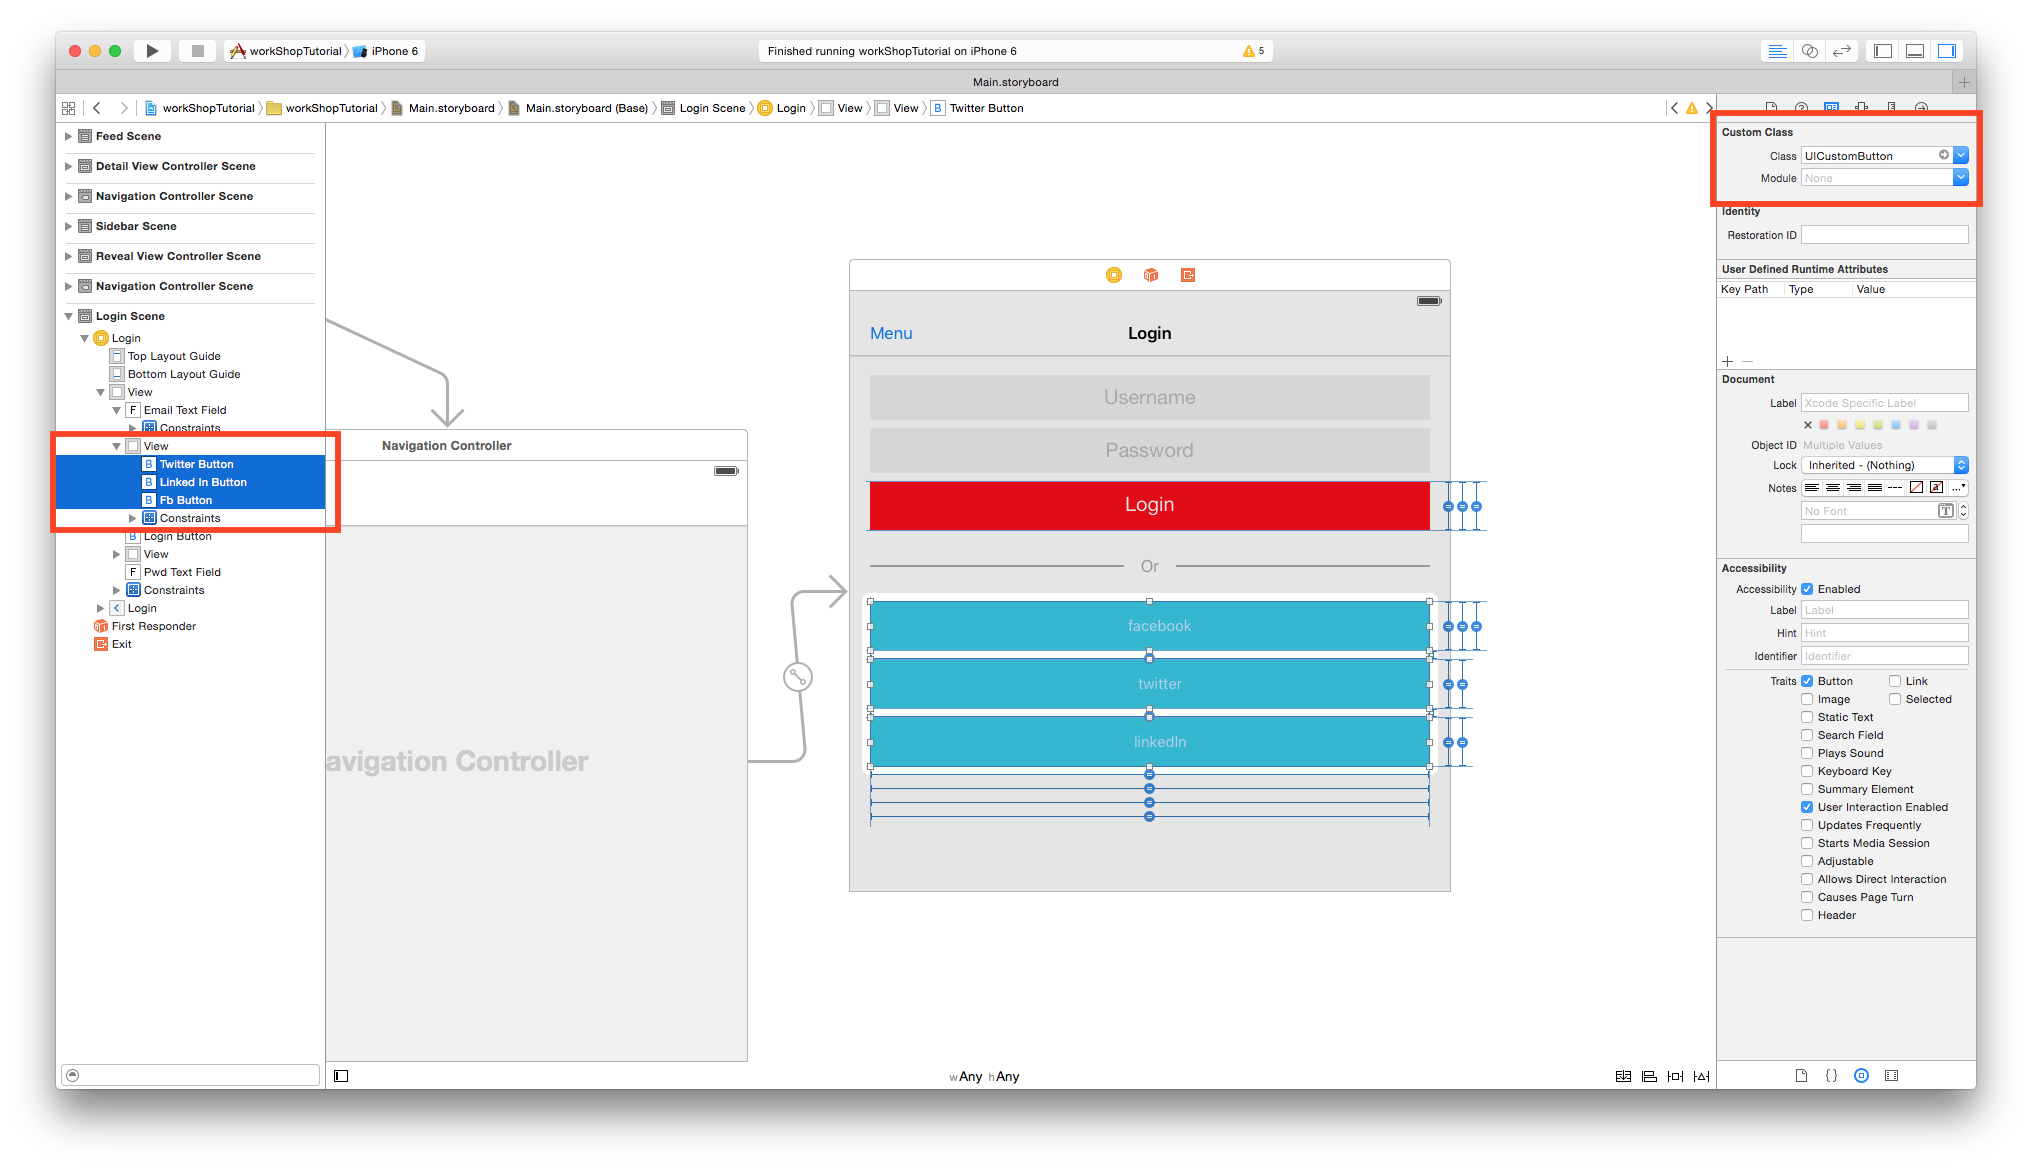 workShopTutorial iPhone 6
Finished running workShopTutorial on iPhone 6
5
Main.storyboard
workShopTutorial workShopTutorial Main.storyboard Main.storyboard (Base) Login Scene Login View View B Twitter Button
Feed Scene
Detail View Controller Scene
Navigation Controller Scene
Sidebar Scene
Reveal View Controller Scene
Navigation Controller Scene
Login Scene
Login
Top Layout Guide
Bottom Layout Guide
View
F Email Text Field
Constraints
View
B Twitter Button
B Linked In Button
B Fb Button
Constraints
B Login Button
View
F Pwd Text Field
Constraints
Login
First Responder
Exit
Navigation Controller
avigation Controller
Menu
Login
Username
Password
Login
Or
facebook
twitter
linkedIn
wAny hAny
Custom Class
Class UICustomButton
Module None
Identity
Restoration ID
User Defined Runtime Attributes
Key Path Type Value
Document
Label Xcode Specific Label
Object ID Multiple Values
Lock Inherited - (Nothing)
Notes
No Font
Accessibility
Accessibility Enabled
Label Label
Hint Hint
Identifier Identifier
Traits Button Link
Image Selected
Static Text
Search Field
Plays Sound
Keyboard Key
Summary Element
User Interaction Enabled
Updates Frequently
Starts Media Session
Adjustable
Allows Direct Interaction
Causes Page Turn
Header